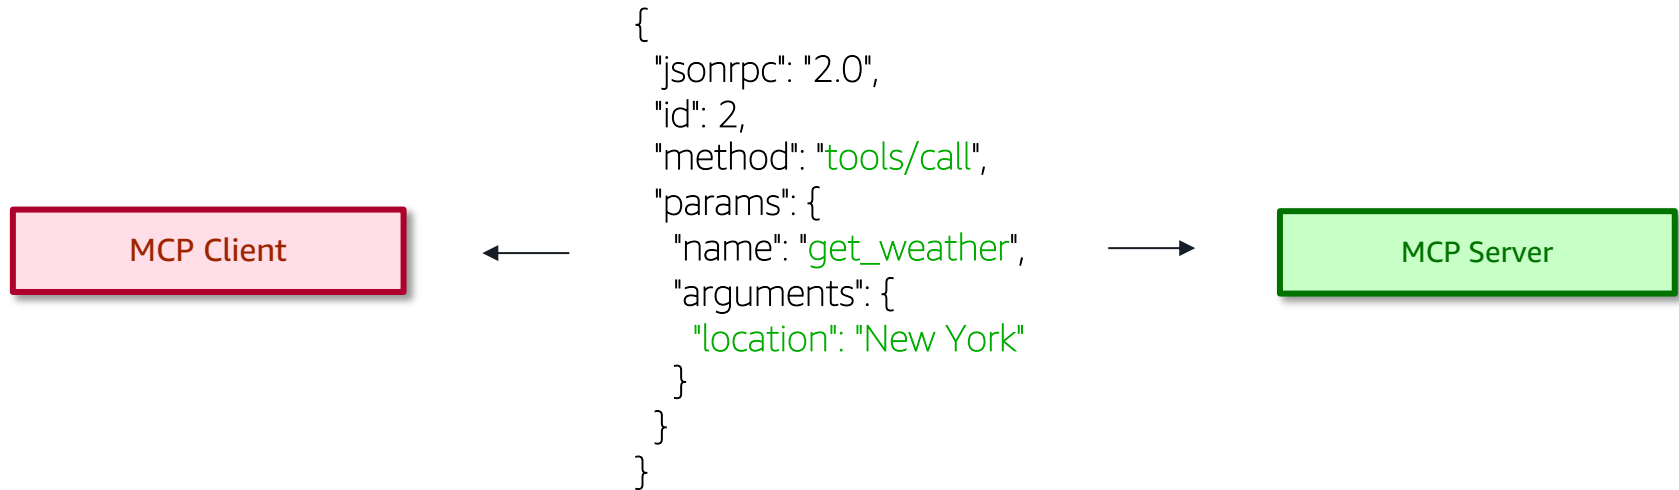 {
"jsonrpc": "2.0",
"id": 2,
"method": "tools/call",
"params": {
"name": "get_weather",
"arguments": {
"location": "New York"
}
}
}
MCP Client
MCP Server